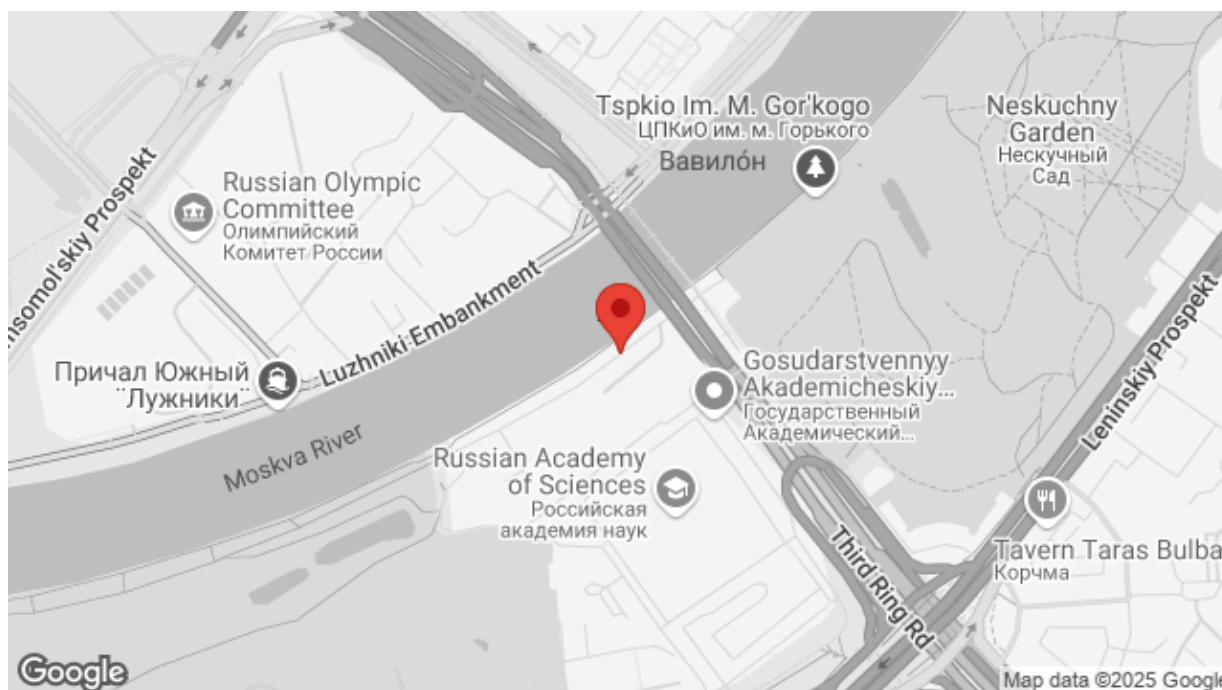 Tspkio Im. M. Gor'kogo
ЦПКиО им. м. Горького
Вавило́н
Neskuchny
Garden
Нескучный
Сад
Russian Olympic
Committee
Олимпийский
Комитет России
nsomol'skiy Prospekt
Luzhniki Embankment
Причал Южный
"Лужники"
Moskva River
Gosudarstvennyy
Akademicheskiy...
Государственный
Академический...
Leninskiy Prospekt
Russian Academy
of Sciences
Российская
академия наук
Third Ring Rd
Tavern Taras Bulba
Корчма
Google
Map data ©2025 Google